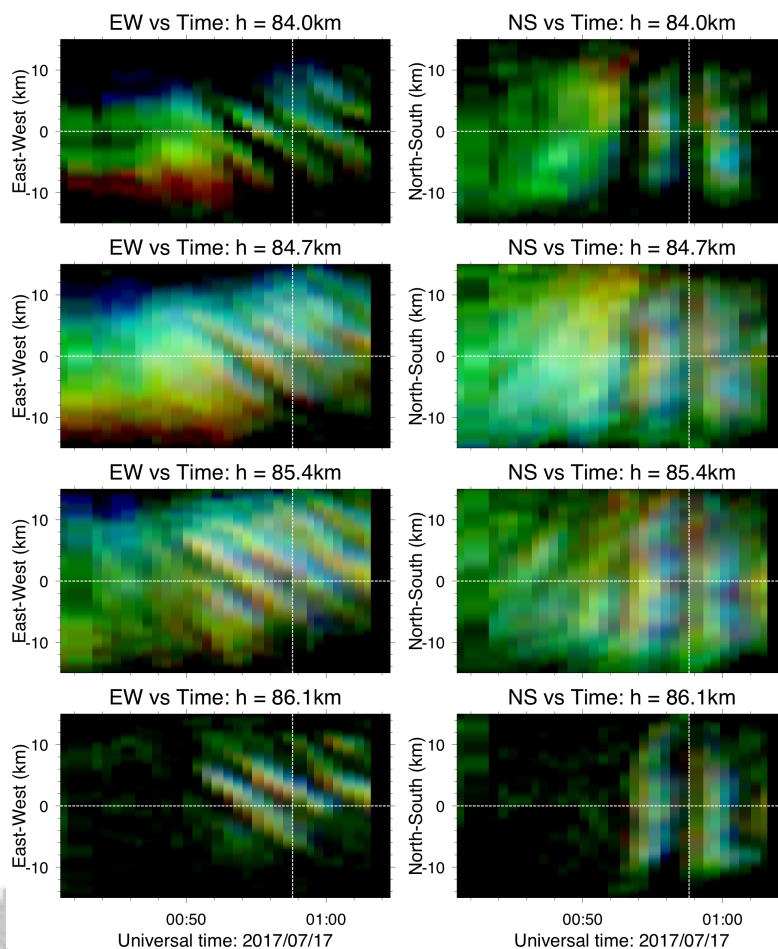 EW vs Time: h = 84.0km
NS vs Time: h = 84.0km
East-West (km)
10
0
-10
North-South (km)
10
0
-10
EW vs Time: h = 84.7km
NS vs Time: h = 84.7km
East-West (km)
10
0
-10
North-South (km)
10
0
-10
EW vs Time: h = 85.4km
NS vs Time: h = 85.4km
East-West (km)
10
0
-10
North-South (km)
10
0
-10
EW vs Time: h = 86.1km
NS vs Time: h = 86.1km
East-West (km)
10
0
-10
North-South (km)
10
0
-10
00:50
01:00
00:50
01:00
Universal time: 2017/07/17
Universal time: 2017/07/17